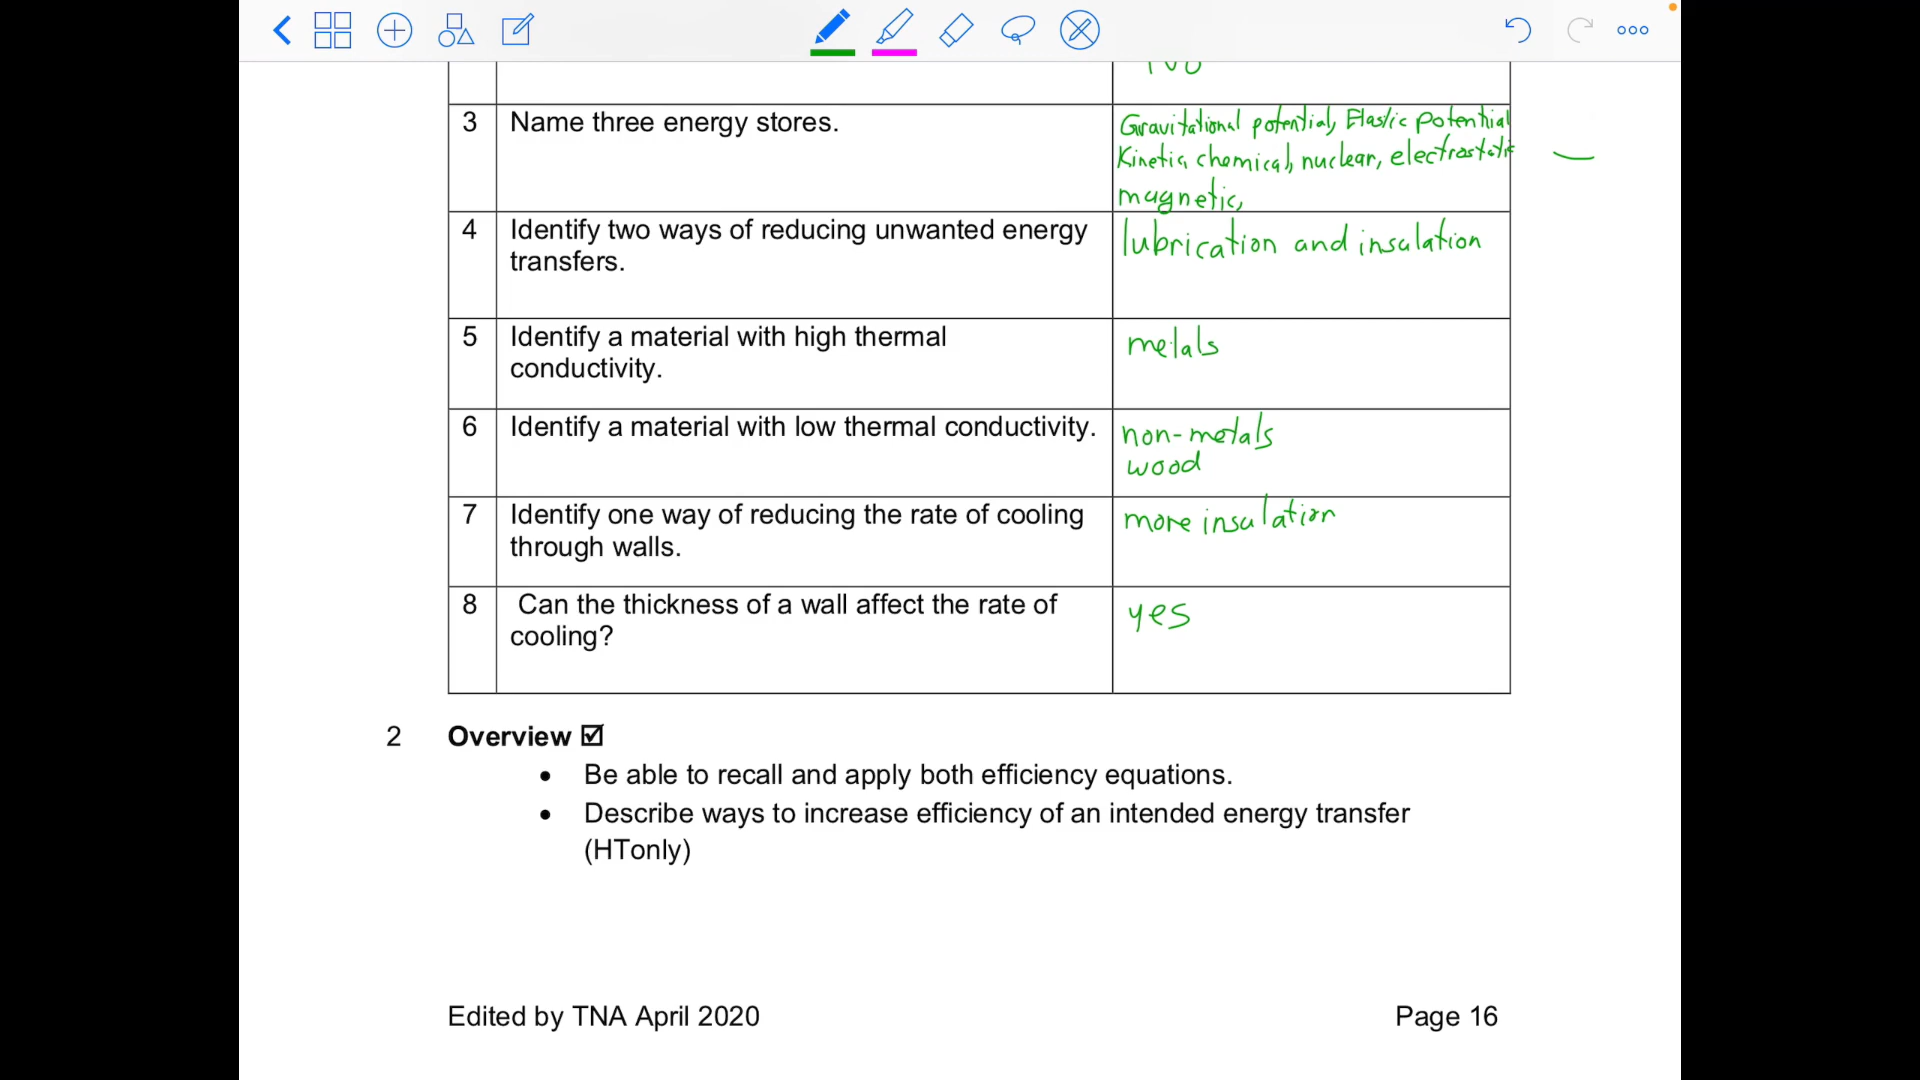 No
3 Name three energy stores.
Gravitational potential, Elastic potential
Kinetic, chemical, nuclear, electrostatic
magnetic,
4 Identify two ways of reducing unwanted energy
transfers.
lubrication and insulation
5 Identify a material with high thermal
conductivity.
metals
6 Identify a material with low thermal conductivity.
non-metals
wood
7 Identify one way of reducing the rate of cooling
through walls.
more insulation
8 Can the thickness of a wall affect the rate of
cooling?
yes
2 Overview ☑
• Be able to recall and apply both efficiency equations.
• Describe ways to increase efficiency of an intended energy transfer
(HTonly)
Edited by TNA April 2020 Page 16